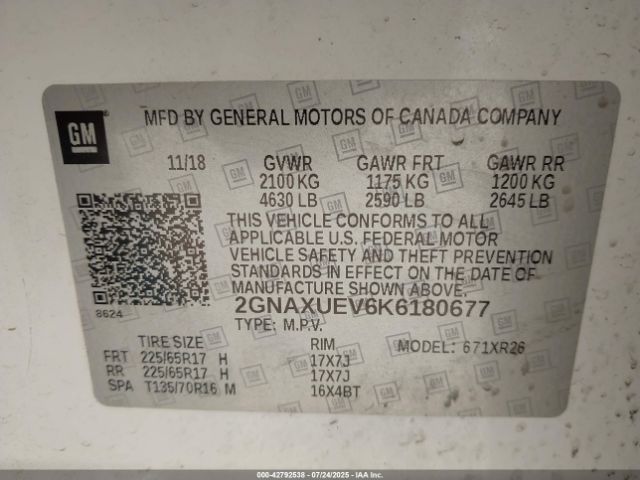 GM MFD BY GENERAL MOTORS OF CANADA COMPANY
11/18 GVWR GAWR FRT GAWR RR
2100 KG 1175 KG 1200 KG
4630 LB 2590 LB 2645 LB
THIS VEHICLE CONFORMS TO ALL
APPLICABLE U.S. FEDERAL MOTOR
VEHICLE SAFETY AND THEFT PREVENTION
STANDARDS IN EFFECT ON THE DATE OF
MANUFACTURE SHOWN ABOVE.
8624 2GNAXUEV6K6180677
TYPE: M.P.V.
TIRE SIZE RIM MODEL: 671XR26
FRT 225/65R17 H 17X7J
RR 225/65R17 H 17X7J
SPA T135/70R16 M 16X4BT
000-42792538 - 07/24/2025 - IAA Inc.